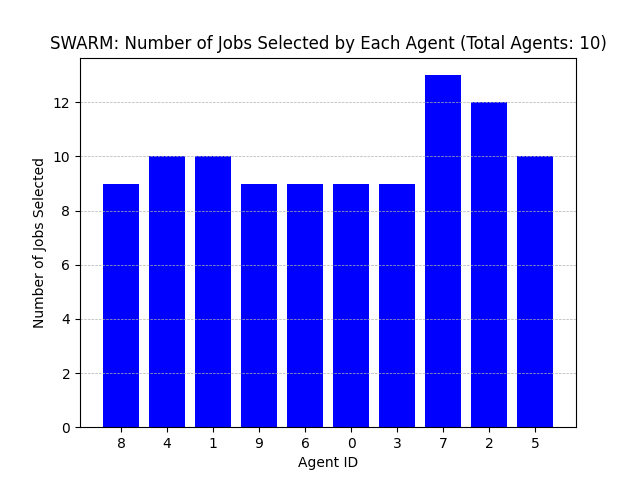 SWARM: Number of Jobs Selected by Each Agent (Total Agents: 10)
Number of Jobs Selected
12
10
8
6
4
2
0
8 4 1 9 6 0 3 7 2 5
Agent ID